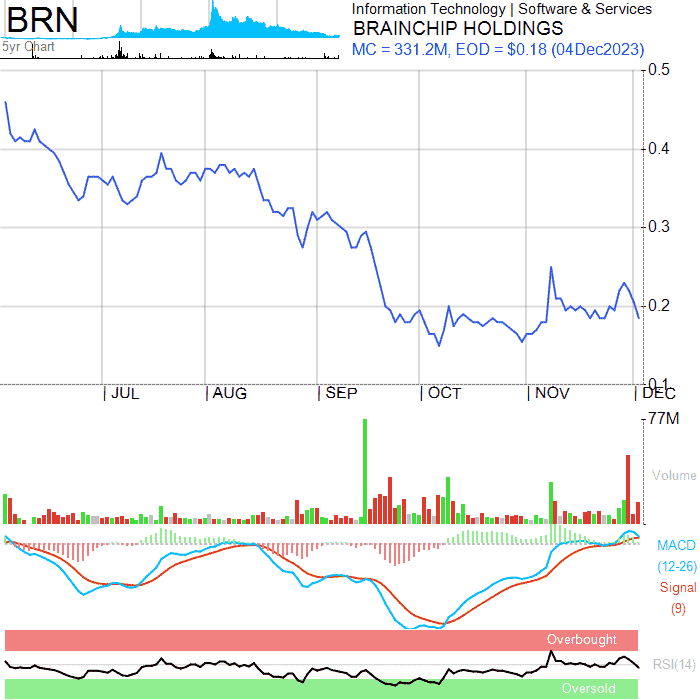 BRN
5yr Chart
Information Technology | Software & Services
BRAINCHIP HOLDINGS
MC = 331.2M, EOD = $0.18 (04Dec2023)
0.5
0.4
0.3
0.2
0.1
JUL
AUG
SEP
OCT
NOV
DEC
77M
Volume
MACD
(12-26)
Signal
(9)
Overbought
RSI(14)
Oversold